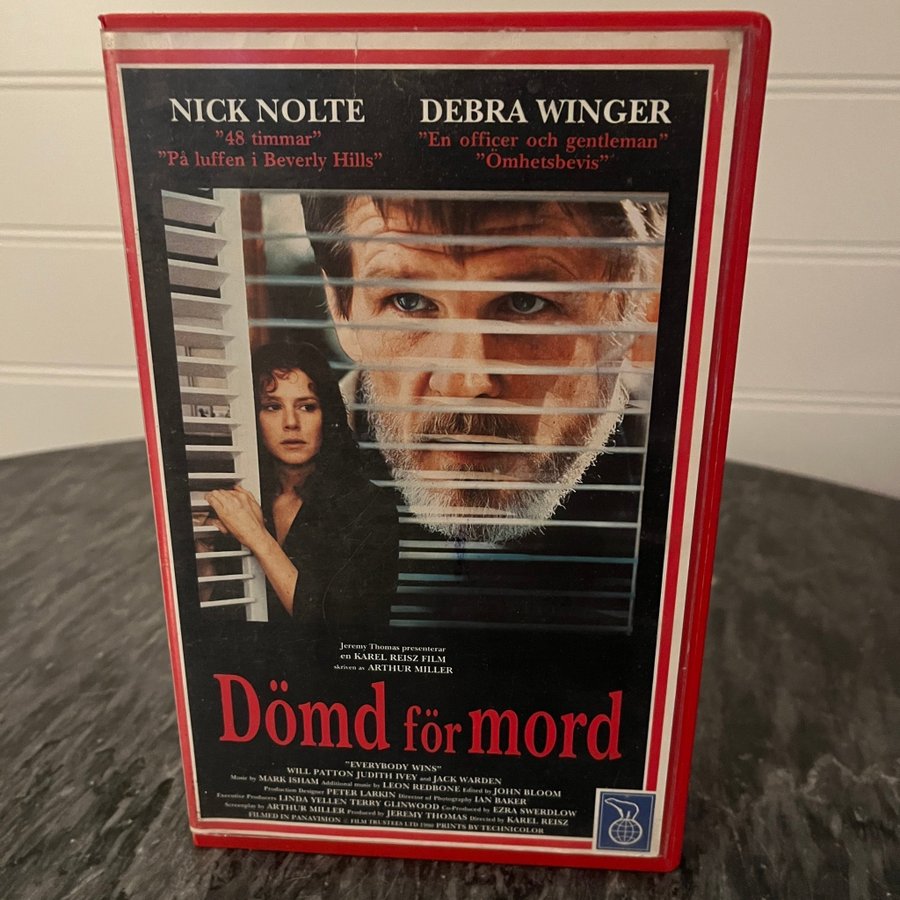 NICK NOLTE
"48 timmar"
"På luffen i Beverly Hills"
DEBRA WINGER
"En officer och gentleman"
"Ömhetsbevis"
Jeremy Thomas presenterar
en KAREL REISZ FILM
skriven av ARTHUR MILLER
Dömd för mord
"EVERYBODY WINS"
WILL PATTON JUDITH IVEY and JACK WARDEN
Music by MARK ISHAM Additional music by LEON REDBONE Edited by JOHN BLOOM
Production Designer PETER LARKIN Director of Photography IAN BAKER
Executive Producers LINDA YELLEN TERRY GLINWOOD Co-Produced by EZRA SWERDLOW
Screenplay by ARTHUR MILLER Produced by JEREMY THOMAS Directed by KAREL REISZ
FILMED IN PANAVISION © FILM TRUSTEES LTD 1990 PRINTS BY TECHNICOLOR